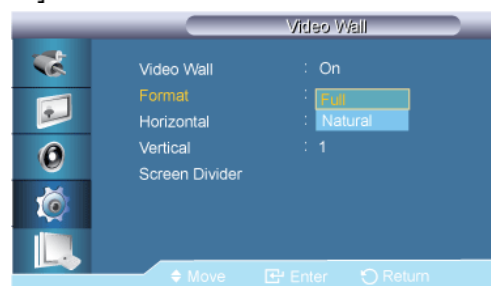 Video Wall
Video Wall : On
Format : Full
Natural
Horizontal :
Vertical : 1
Screen Divider
Move Enter Return